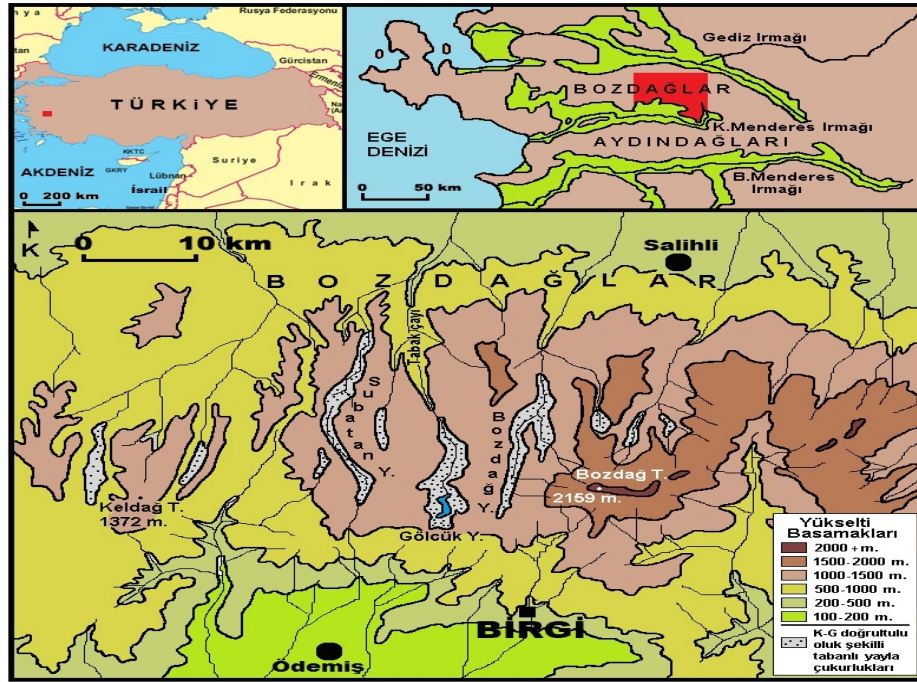 Rusya Federasyonu
KARADENİZ
Gürcistan
TÜRKİYE
KKTC
GKRY
Suriye
AKDENİZ
Lübnan
İsrail
Irak
0 200 km
Gediz Irmağı
BOZDAĞLAR
EGE
DENİZİ
K.Menderes Irmağı
AYDINDAĞLARI
B.Menderes
Irmağı
0 50 km
K
0 10 km
Salihli
BOZDAĞLAR
Tabak çayı
Subatan Y.
Bozdağ Y.
Keldağ T.
1372 m.
Bozdağ T.
2159 m.
Gölcük Y.
BİRGİ
Ödemiş
Yükselti
Basamakları
2000 + m.
1500-2000 m.
1000-1500 m.
500-1000 m.
200-500 m.
100-200 m.
K-G doğrultulu
oluk şekilli
tabanlı yayla
çukurlukları